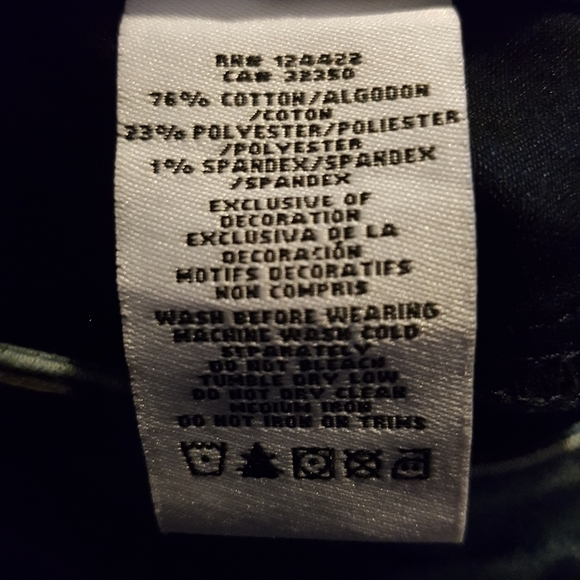 RN# 124422
CA# 32350
76% COTTON/ALGODON
/COTON
23% POLYESTER/POLIESTER
/POLYESTER
1% SPANDEX/SPANDEX
/SPANDEX
EXCLUSIVE OF
DECORATION
EXCLUSIVA DE LA
DECORACIÓN
MOTIFS DECORATIFS
NON COMPRIS
WASH BEFORE WEARING
MACHINE WASH COLD
SEPARATELY
DO NOT BLEACH
TUMBLE DRY LOW
DO NOT DRY CLEAN
MEDIUM IRON
DO NOT IRON OR TRIMS